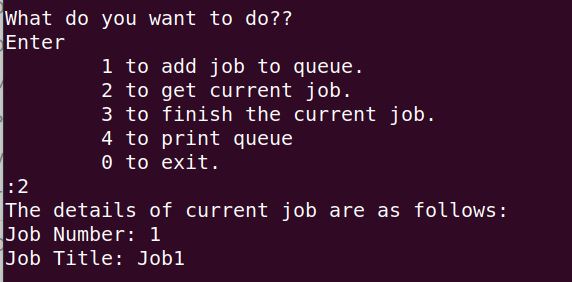 What do you want to do??
Enter
1 to add job to queue.
2 to get current job.
3 to finish the current job.
4 to print queue
0 to exit.
:2
The details of current job are as follows:
Job Number: 1
Job Title: Job1